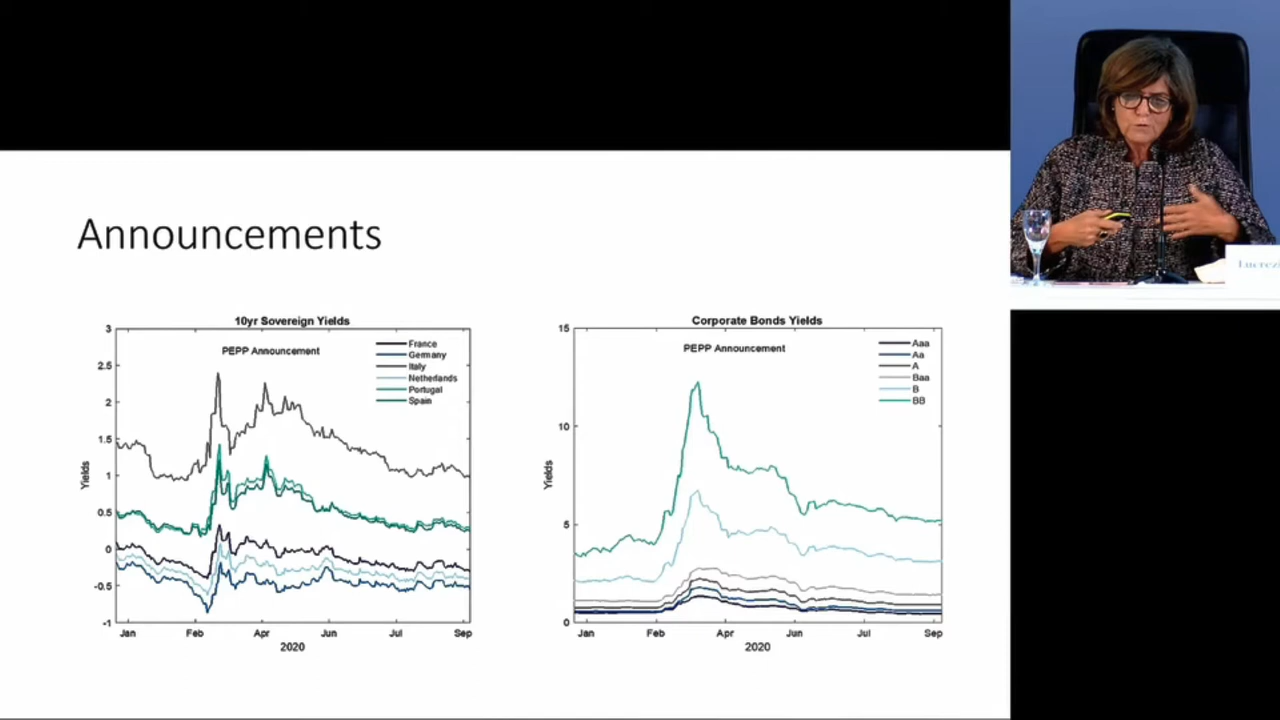 Announcements
10yr Sovereign Yields
PEPP Announcement
France
Germany
Italy
Netherlands
Portugal
Spain
3
2.5
2
1.5
1
0.5
0
-0.5
-1
Yields
Jan Feb Apr Jun Jul Sep
2020
Corporate Bonds Yields
PEPP Announcement
Aaa
Aa
A
Baa
B
BB
15
10
5
0
Yields
Jan Feb Apr Jun Jul Sep
2020